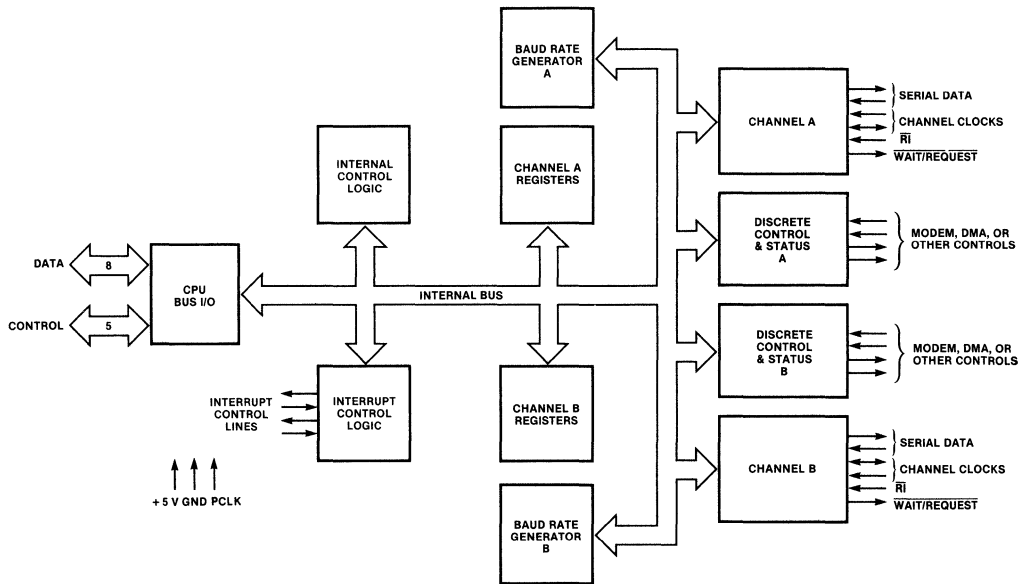 BAUD RATE
GENERATOR
A
INTERNAL
CONTROL
LOGIC
CHANNEL A
REGISTERS
CHANNEL A
SERIAL DATA
CHANNEL CLOCKS
RI
WAIT/REQUEST
DISCRETE
CONTROL
& STATUS
A
MODEM, DMA, OR
OTHER CONTROLS
DATA
8
CPU
BUS I/O
CONTROL
5
INTERNAL BUS
DISCRETE
CONTROL
& STATUS
B
MODEM, DMA, OR
OTHER CONTROLS
INTERRUPT
CONTROL
LINES
INTERRUPT
CONTROL
LOGIC
CHANNEL B
REGISTERS
CHANNEL B
SERIAL DATA
CHANNEL CLOCKS
RI
WAIT/REQUEST
+5 V GND PCLK
BAUD RATE
GENERATOR
B